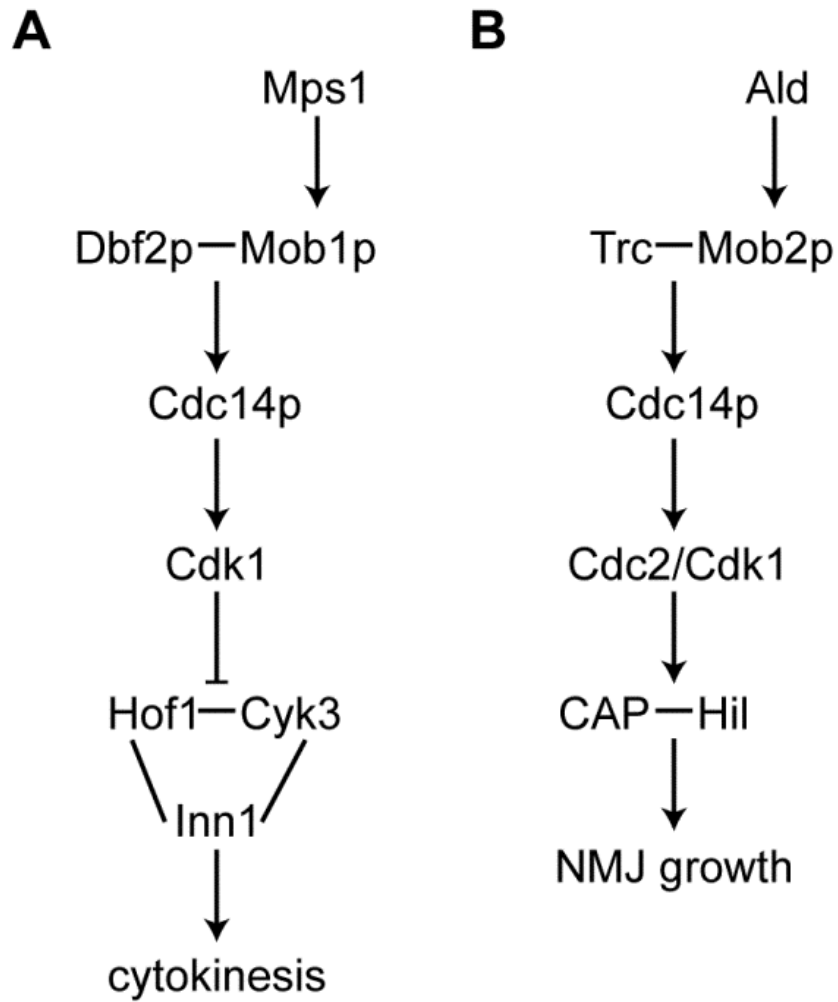 A
Mps1
Dbf2p Mob1p
Cdc14p
Cdk1
Hof1 Cyk3
Inn1
cytokinesis
B
Ald
Trc Mob2p
Cdc14p
Cdc2/Cdk1
CAP Hil
NMJ growth